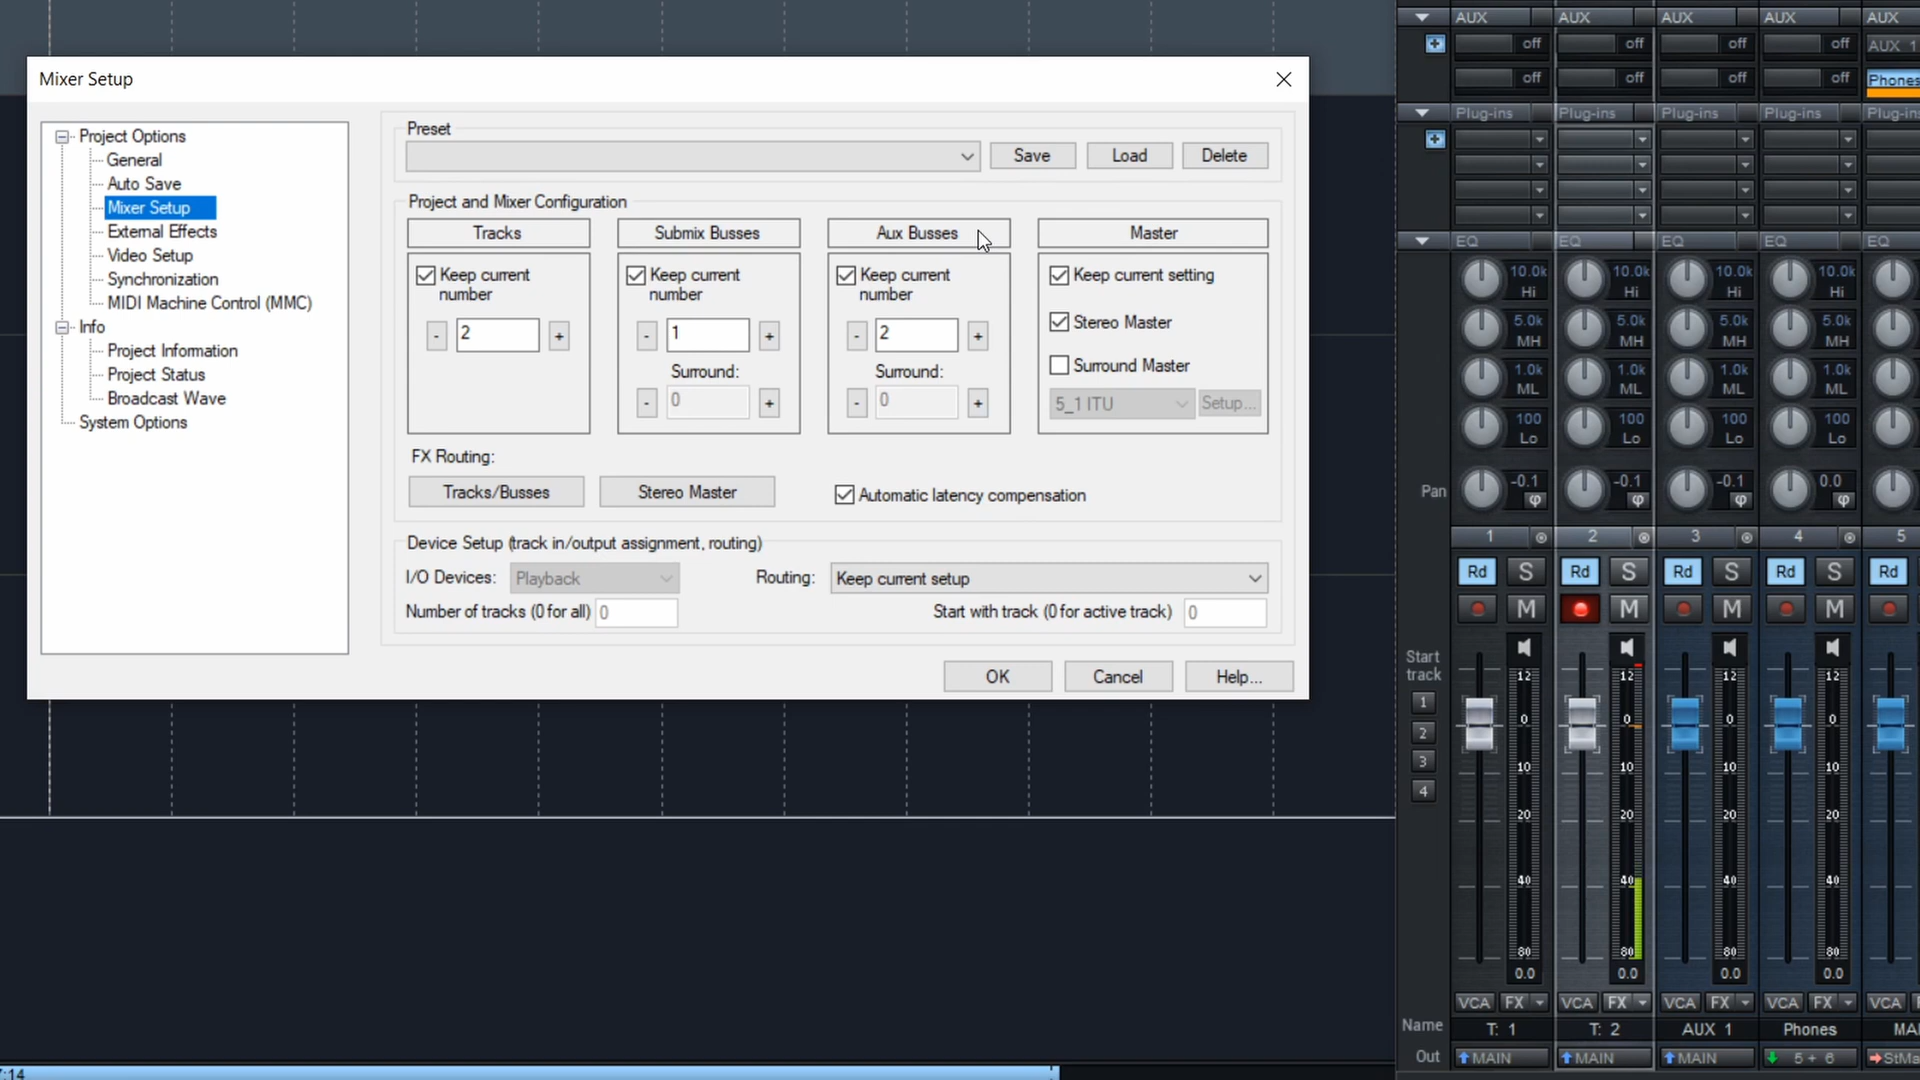 Mixer Setup
Project Options
General
Auto Save
Mixer Setup
External Effects
Video Setup
Synchronization
MIDI Machine Control (MMC)
Info
Project Information
Project Status
Broadcast Wave
System Options
Preset
Save
Load
Delete
Project and Mixer Configuration
Tracks
Submix Busses
Aux Busses
Master
Keep current number
- 2 +
Keep current number
- 1 +
Surround:
- 0 +
Keep current number
- 2 +
Surround:
- 0 +
Keep current setting
Stereo Master
Surround Master
5_1 ITU Setup...
FX Routing:
Tracks/Busses
Stereo Master
Automatic latency compensation
Device Setup (track in/output assignment, routing)
I/O Devices: Playback
Routing: Keep current setup
Number of tracks (0 for all) 0
Start with track (0 for active track) 0
OK
Cancel
Help...
AUX AUX AUX AUX AUX
off off off off AUX 1
off off off off Phones
Plug-ins Plug-ins Plug-ins Plug-ins Plug-in
EQ EQ EQ EQ EQ
10.0k 10.0k 10.0k 10.0k
Hi Hi Hi Hi
5.0k 5.0k 5.0k 5.0k
MH MH MH MH
1.0k 1.0k 1.0k 1.0k
ML ML ML ML
100 100 100 100
Lo Lo Lo Lo
Pan -0.1 -0.1 -0.1 0.0
φ φ φ φ
1 2 3 4 5
Rd S Rd S Rd S Rd S Rd
M M M M
Start track
1
2
3
4
12 12 12 12
0 0 0 0
10 10 10 10
20 20 20 20
40 40 40 40
80 80 80 80
0.0 0.0 0.0 0.0
VCA FX VCA FX VCA FX VCA FX VCA
Name T: 1 T: 2 AUX 1 Phones MA
Out MAIN MAIN MAIN 5 + 6 StMa
:14